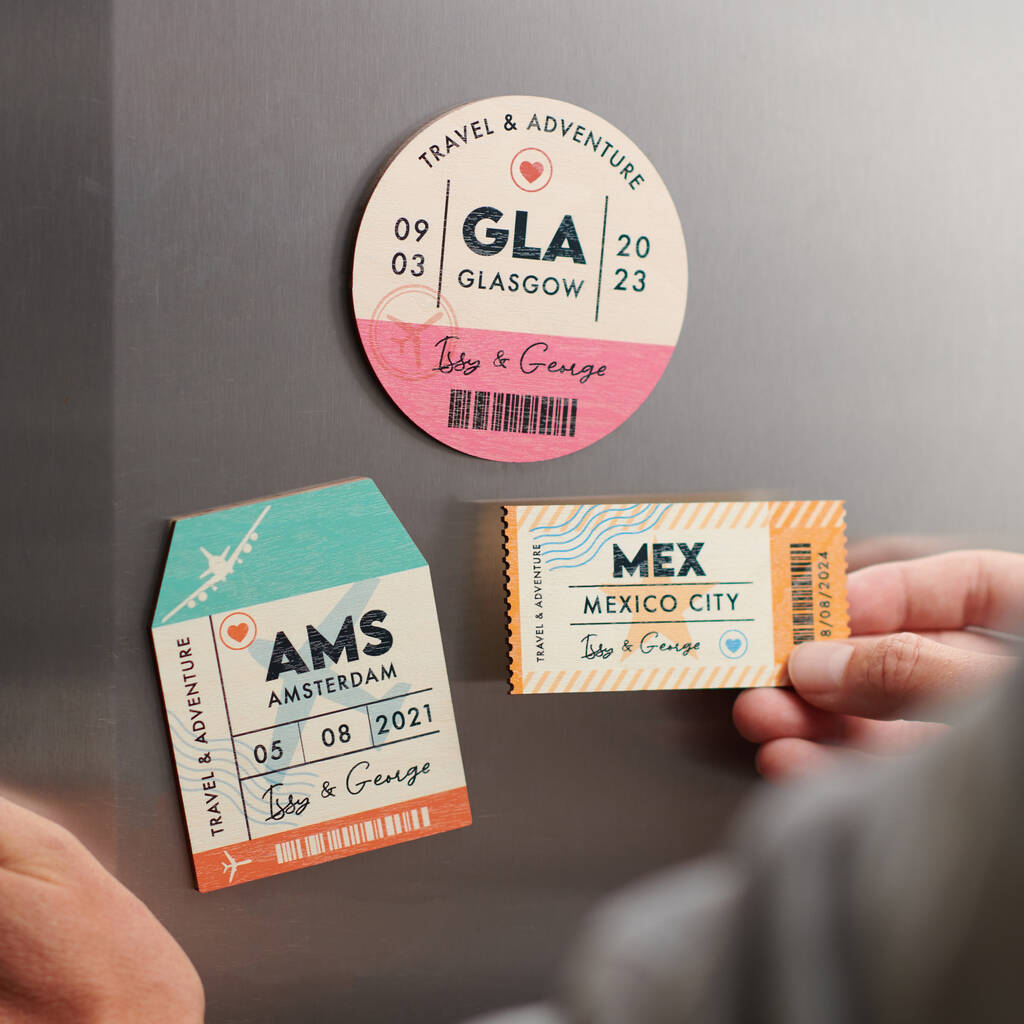 TRAVEL & ADVENTURE
09
03
GLA
GLASGOW
20
23
Issy & George
AMS
AMSTERDAM
TRAVEL & ADVENTURE
05 08 2021
Issy & George
TRAVEL & ADVENTURE
MEX
MEXICO CITY
Issy & George
8/08/2024